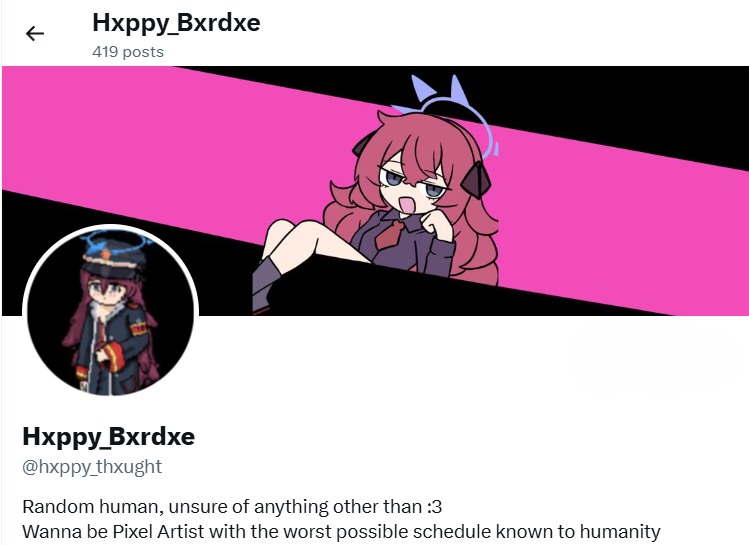 Hxppy_Bxrdxe
419 posts
Hxppy_Bxrdxe
@hxppy_thxught
Random human, unsure of anything other than :3
Wanna be Pixel Artist with the worst possible schedule known to humanity